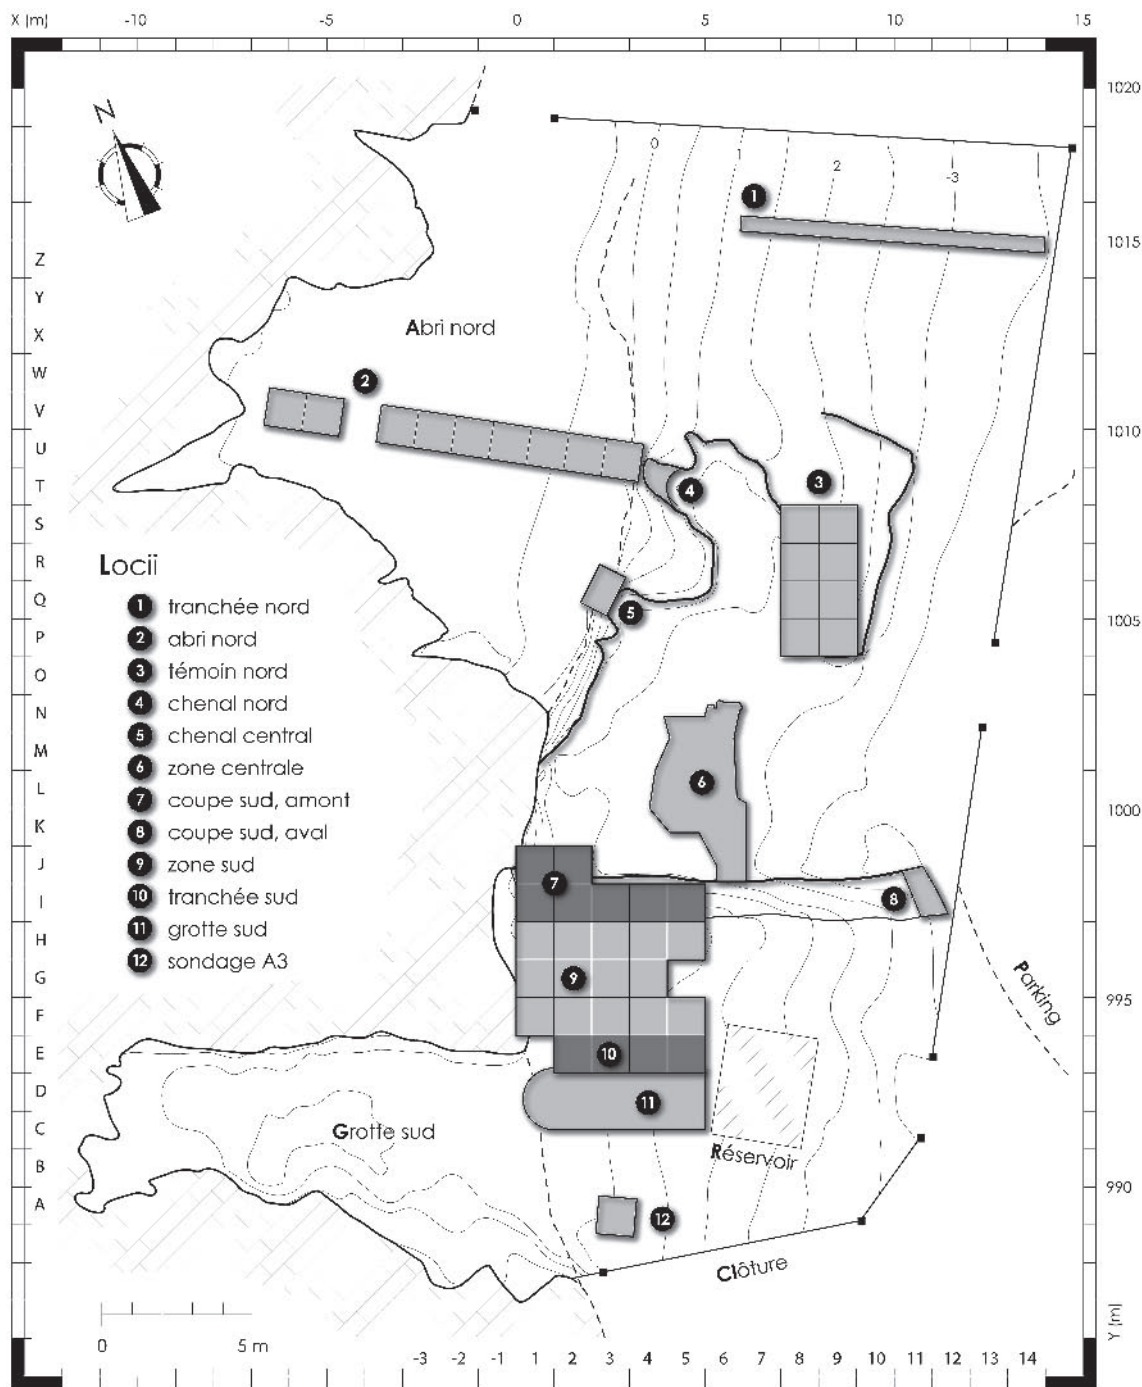 X (m) -10 -5 0 5 10 15
1020
N
0
1
2
-3
1
1015
Z
Y
X
W
V
U
T
S
R
Q
P
O
N
M
L
K
J
I
H
G
F
E
D
C
B
A
Abri nord
2
1010
3
4
Locii
1 tranchée nord
2 abri nord
3 témoin nord
4 chenal nord
5 chenal central
6 zone centrale
7 coupe sud, amont
8 coupe sud, aval
9 zone sud
10 tranchée sud
11 grotte sud
12 sondage A3
5
1005
6
1000
7
8
9
995
Parking
10
11
Grotte sud
Réservoir
990
12
Clôture
Y (m)
0 5 m
-3 -2 -1 1 2 3 4 5 6 7 8 9 10 11 12 13 14